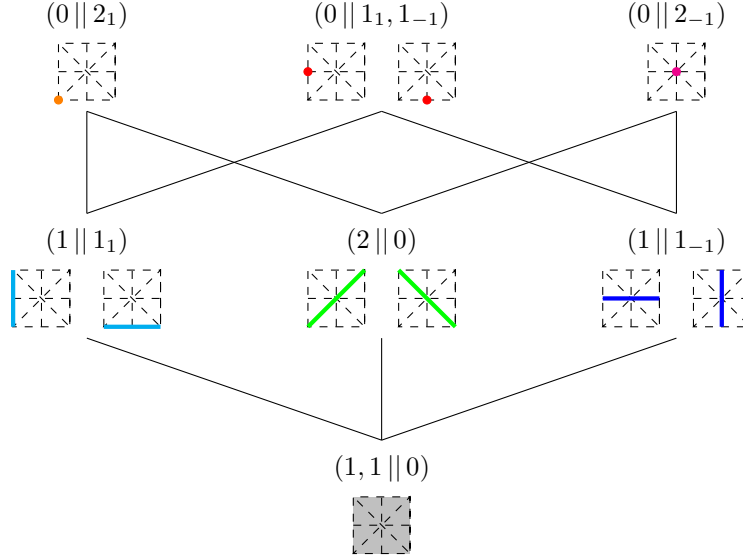 (0 || 2₁) (0 || 1₁, 1₋₁) (0 || 2₋₁)
(1 || 1₁) (2 || 0) (1 || 1₋₁)
(1, 1 || 0)